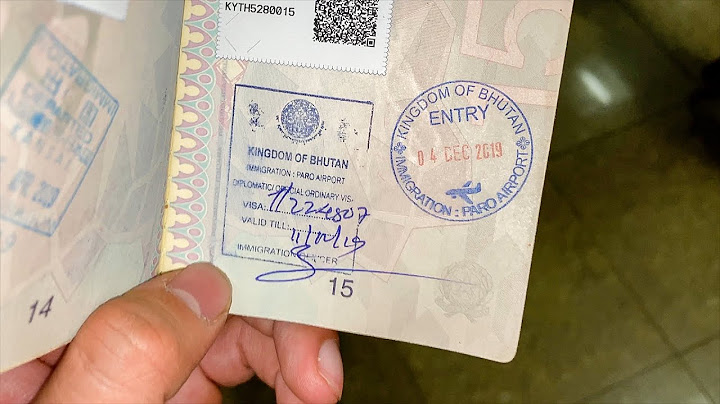 KYTH5280015
KINGDOM OF BHUTAN
IMMIGRATION : PARO AIRPORT
DIPLOMATIC/ OFFICIAL ORDINARY VIS.
VISA:
VALID TILL:
IMMIGRATION OFFICER
KINGDOM OF BHUTAN
ENTRY
04 DEC 2019
IMMIGRATION : PARO AIRPORT
14
15